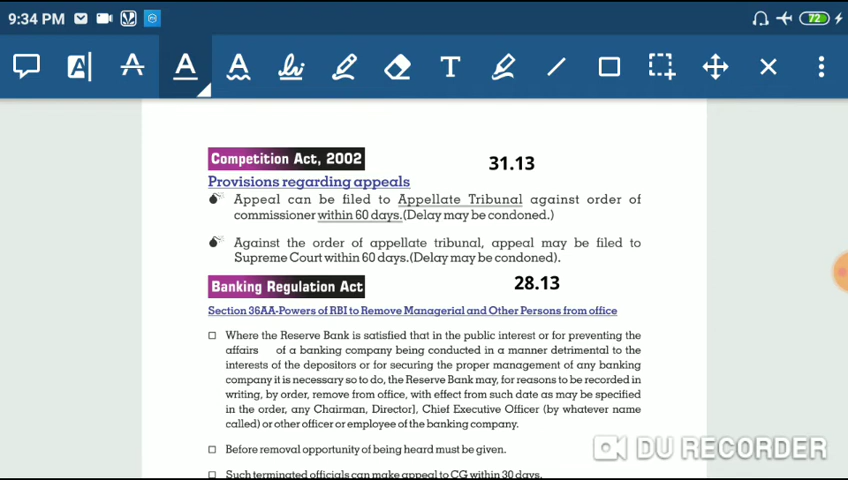 9:34 PM
72
A
A
A
A
T
Competition Act, 2002
31.13
Provisions regarding appeals
Appeal can be filed to Appellate Tribunal against order of
commissioner within 60 days.(Delay may be condoned.)
Against the order of appellate tribunal, appeal may be filed to
Supreme Court within 60 days.(Delay may be condoned).
Banking Regulation Act
28.13
Section 36AA-Powers of RBI to Remove Managerial and Other Persons from office
Where the Reserve Bank is satisfied that in the public interest or for preventing the
affairs of a banking company being conducted in a manner detrimental to the
interests of the depositors or for securing the proper management of any banking
company it is necessary so to do, the Reserve Bank may, for reasons to be recorded in
writing, by order, remove from office, with effect from such date as may be specified
in the order, any Chairman, Director], Chief Executive Officer (by whatever name
called) or other officer or employee of the banking company.
Before removal opportunity of being heard must be given.
Such terminated officials can make appeal to CG within 30 days.
DU RECORDER